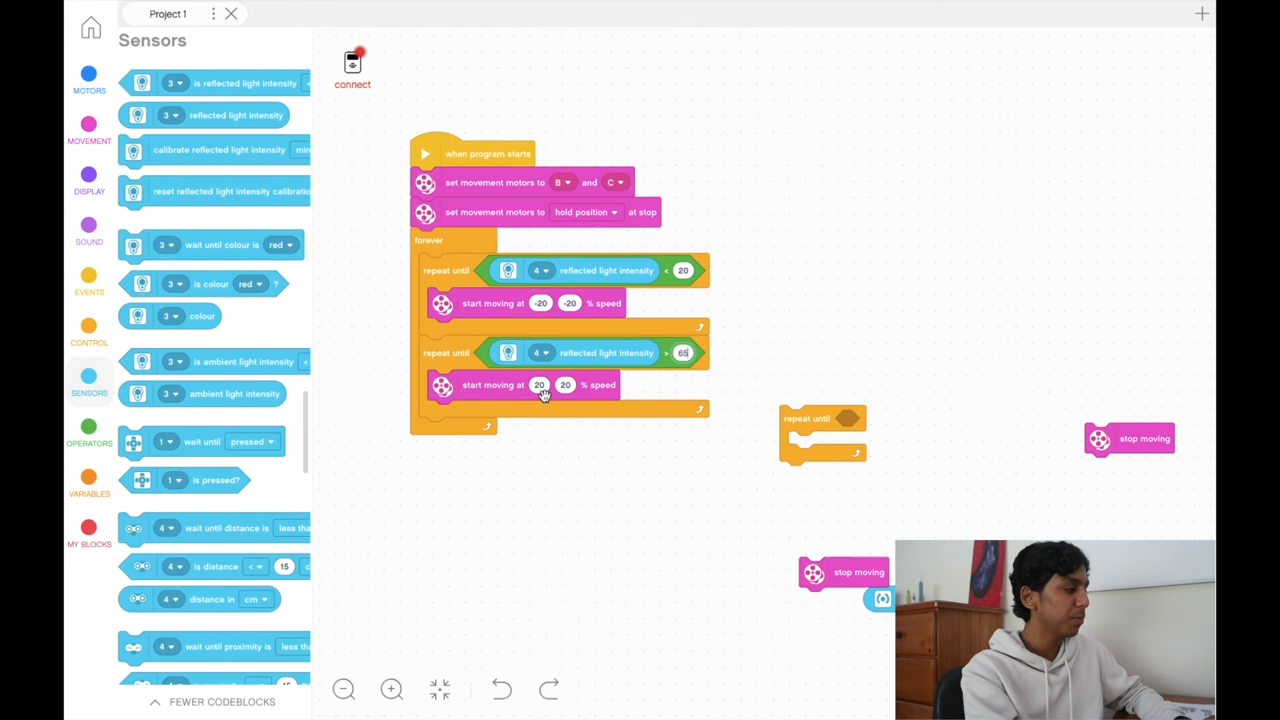 Project 1
Sensors
connect
MOTORS
MOVEMENT
DISPLAY
SOUND
EVENTS
CONTROL
SENSORS
OPERATORS
VARIABLES
MY BLOCKS
3 is reflected light intensity <
3 reflected light intensity
calibrate reflected light intensity
reset reflected light intensity
3 wait until colour is red
3 is colour red ?
3 colour
3 is ambient light intensity <
3 ambient light intensity
1 wait until pressed
1 is pressed?
4 wait until distance is
4 is distance < 15
4 distance in cm
4 wait until proximity is
FEWER CODEBLOCKS
when program starts
set movement motors to B and C
set movement motors to hold position at stop
forever
repeat until 4 reflected light intensity < 20
start moving at -20 -20 % speed
repeat until 4 reflected light intensity > 65
start moving at 20 20 % speed
repeat until
stop moving
stop moving